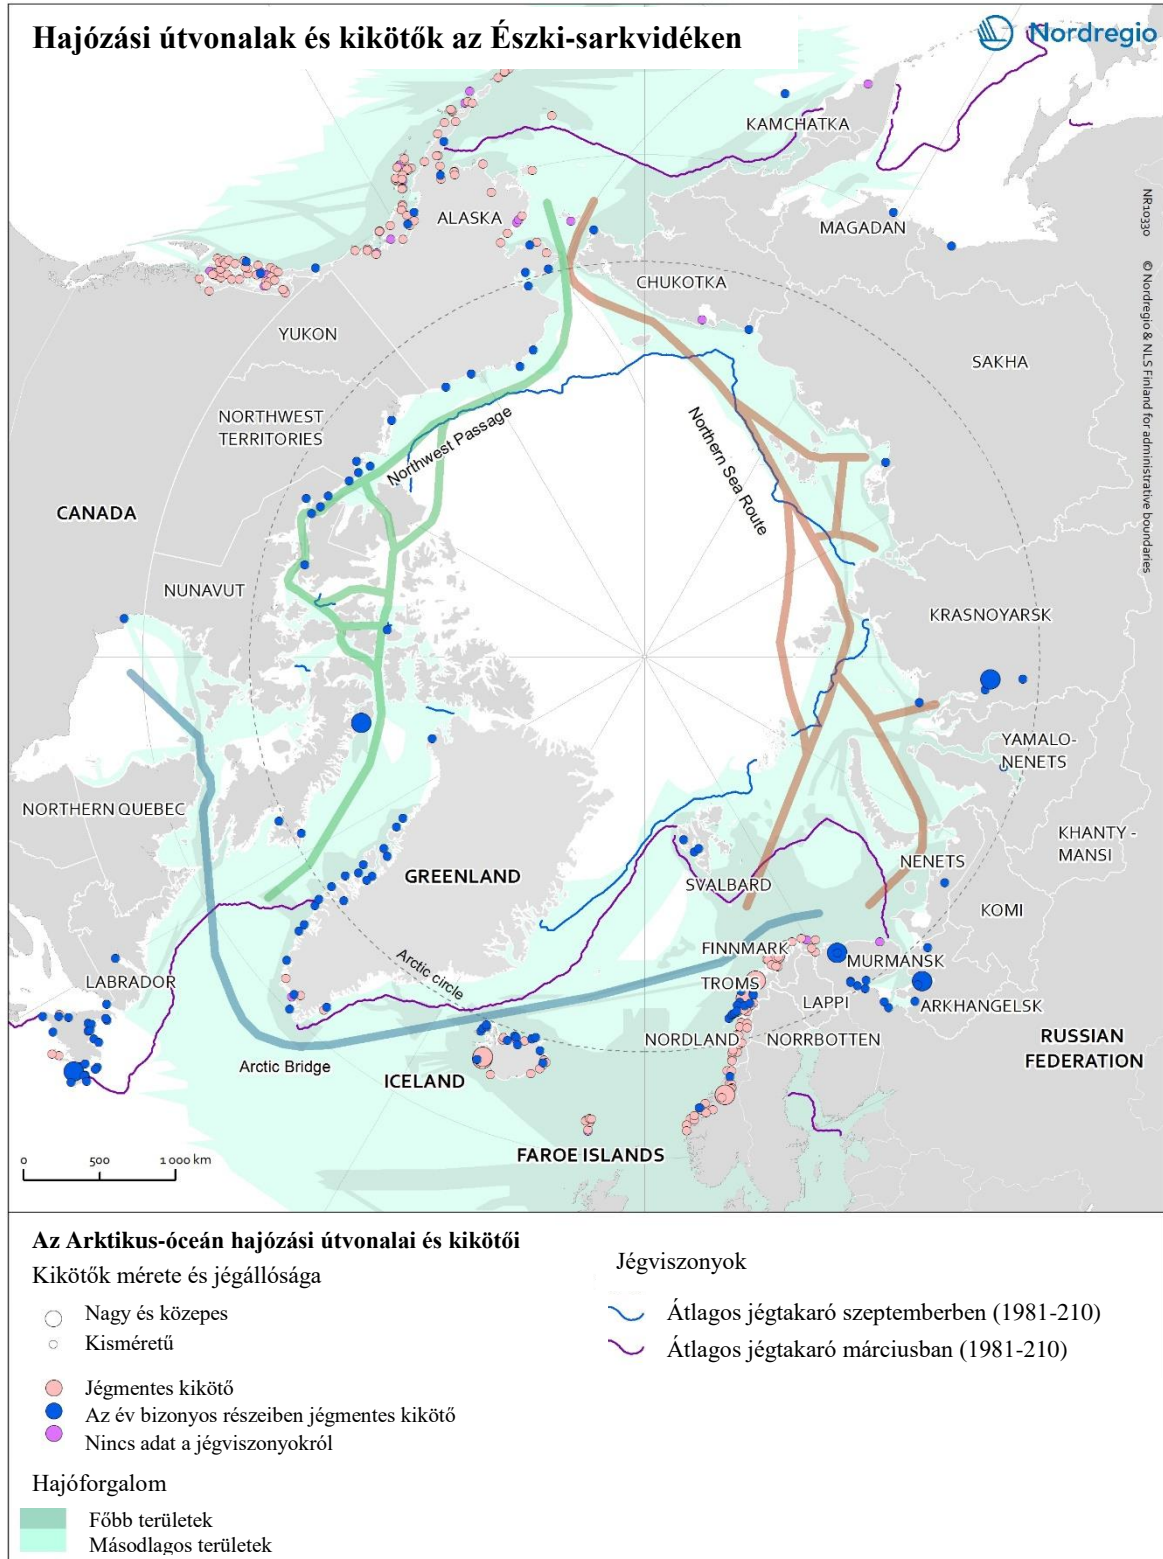 Hajózási útvonalak és kikötők az Északi-sarkvidéken
Nordregio
KAMCHATKA
ALASKA
MAGADAN
CHUKOTKA
YUKON
SAKHA
NORTHWEST
TERRITORIES
Northwest Passage
Northern Sea Route
CANADA
NUNAVUT
KRASNOYARSK
YAMALO-
NENETS
NORTHERN QUEBEC
KHANTY -
MANSI
NENETS
GREENLAND
SVALBARD
KOMI
FINNMARK
MURMANSK
Arctic circle
TROMS
LABRADOR
LAPPI
ARKHANGELSK
NORDLAND
NORRBOTTEN
RUSSIAN
FEDERATION
Arctic Bridge
ICELAND
FAROE ISLANDS
0 500 1 000 km
NR10330 © Nordregio & NLS Finland for administrative boundaries
Az Arktikus-óceán hajózási útvonalai és kikötői
Kikötők mérete és jégállósága
Nagy és közepes
Kisméretű
Jégmentes kikötő
Az év bizonyos részeiben jégmentes kikötő
Nincs adat a jégviszonyokról
Hajóforgalom
Főbb területek
Másodlagos területek
Jégviszonyok
Átlagos jégtakaró szeptemberben (1981-210)
Átlagos jégtakaró márciusban (1981-210)